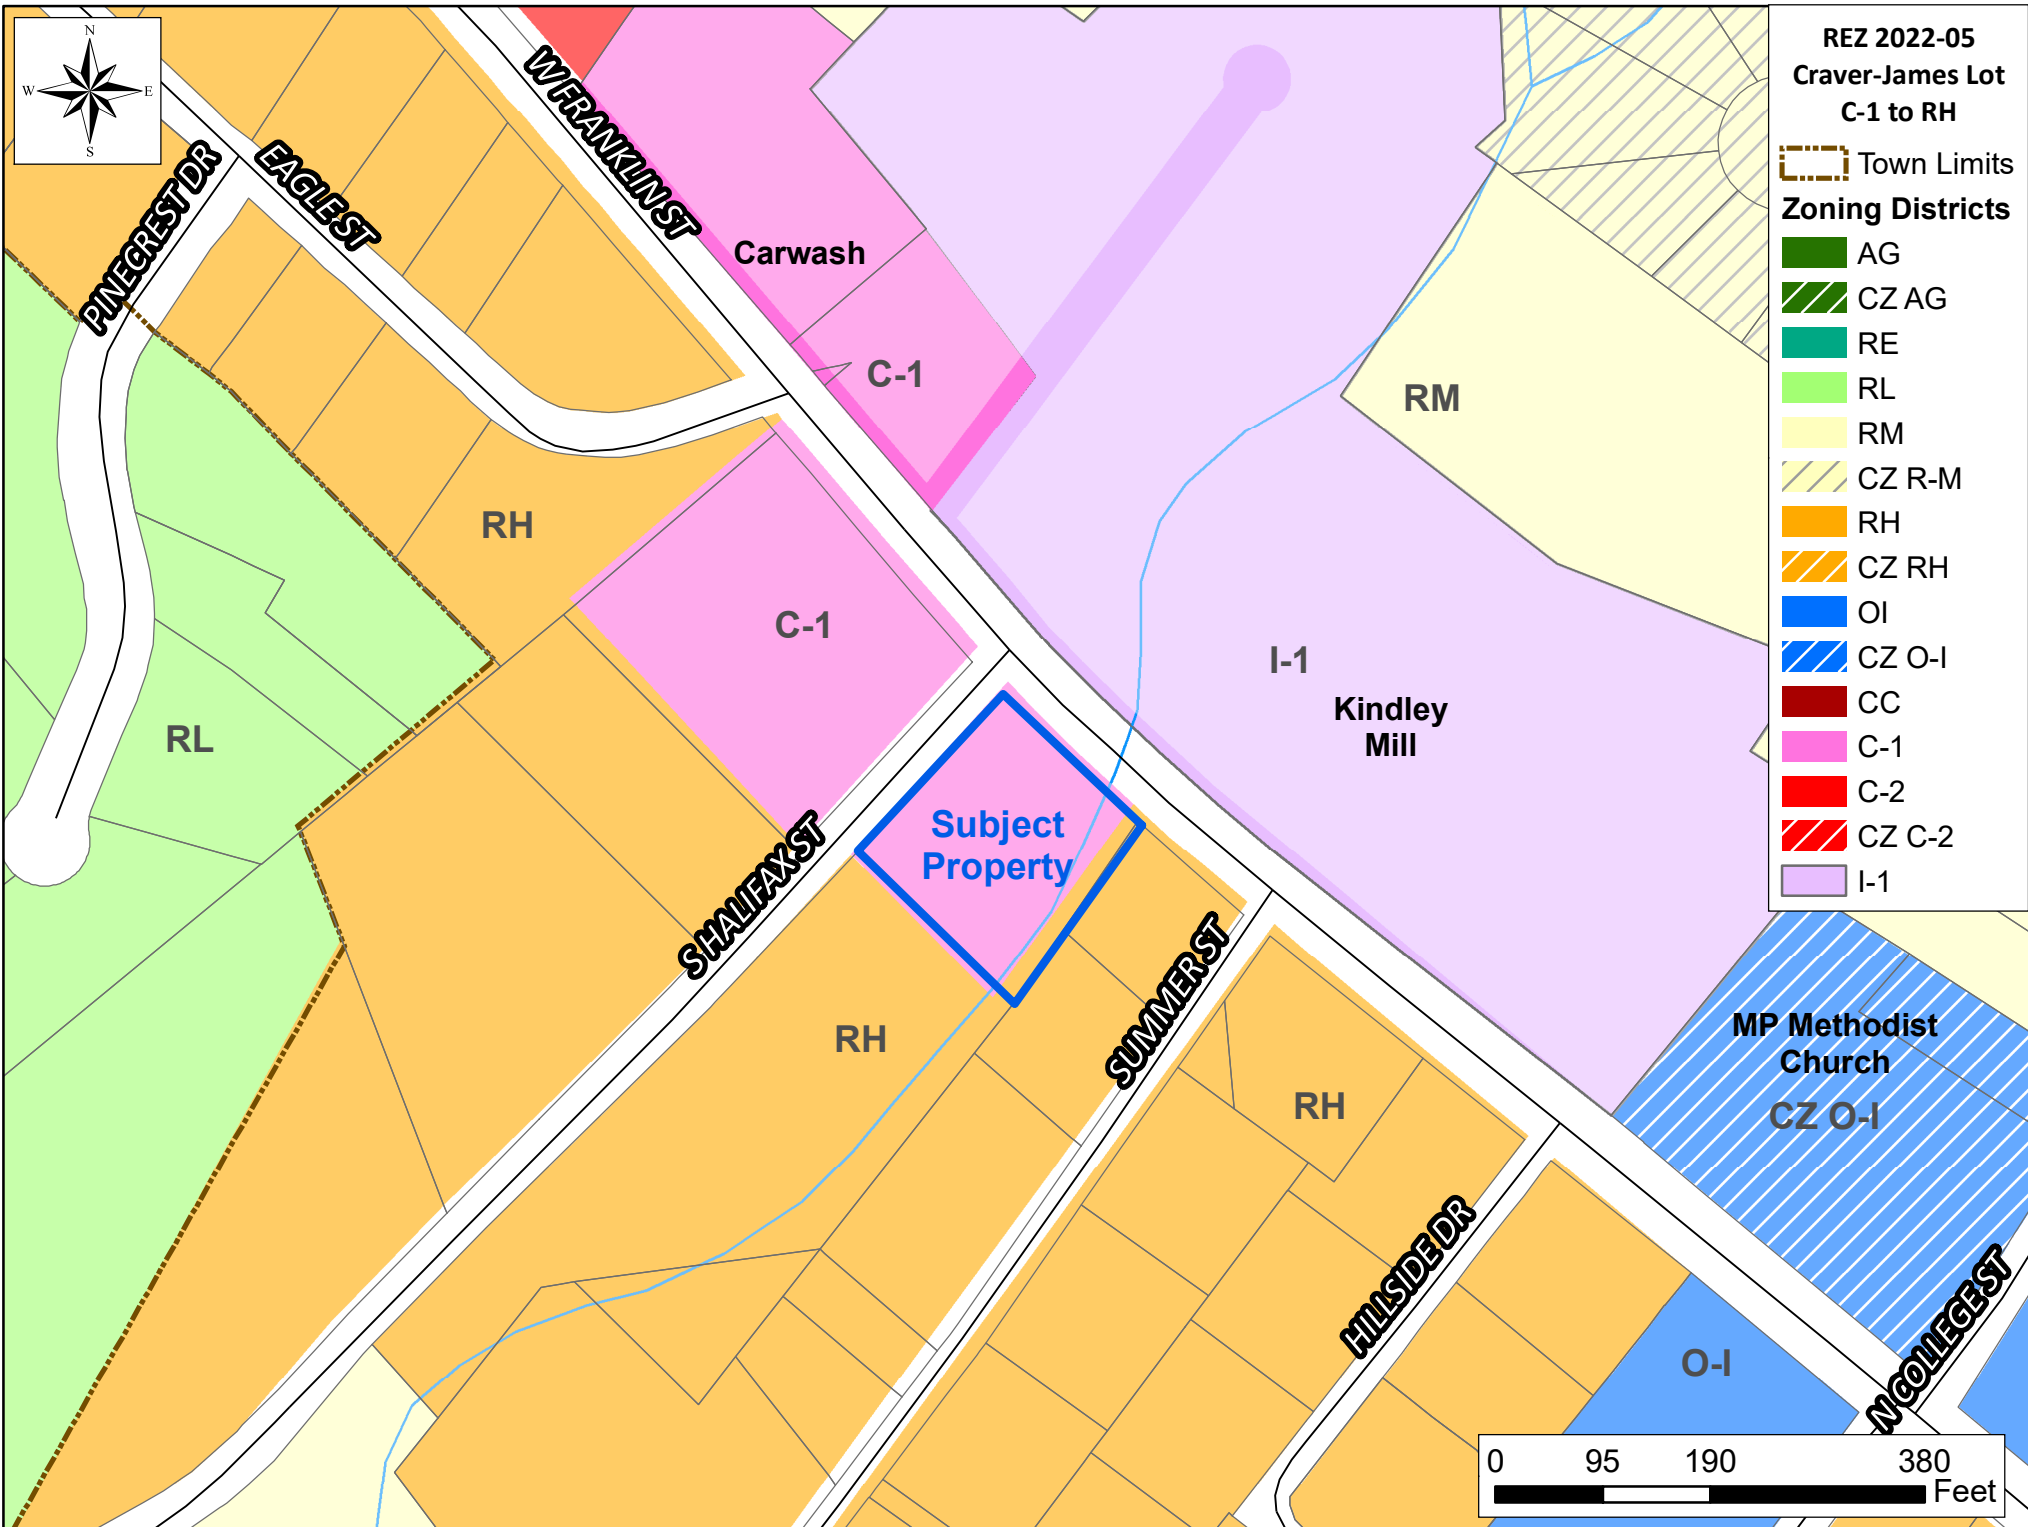 N
W E
S
REZ 2022-05
Craver-James Lot
C-1 to RH
Town Limits
Zoning Districts
AG
CZ AG
RE
RL
RM
CZ R-M
RH
CZ RH
OI
CZ O-I
CC
C-1
C-2
CZ C-2
I-1
W FRANKLIN ST
PINECREST DR
EAGLE ST
Carwash
C-1
RM
RH
C-1
I-1
Kindley
Mill
RL
Subject
Property
S HALIFAX ST
SUMMER ST
RH
RH
MP Methodist
Church
CZ O-I
HILLSIDE DR
O-I
N COLLEGE ST
0 95 190 380
Feet